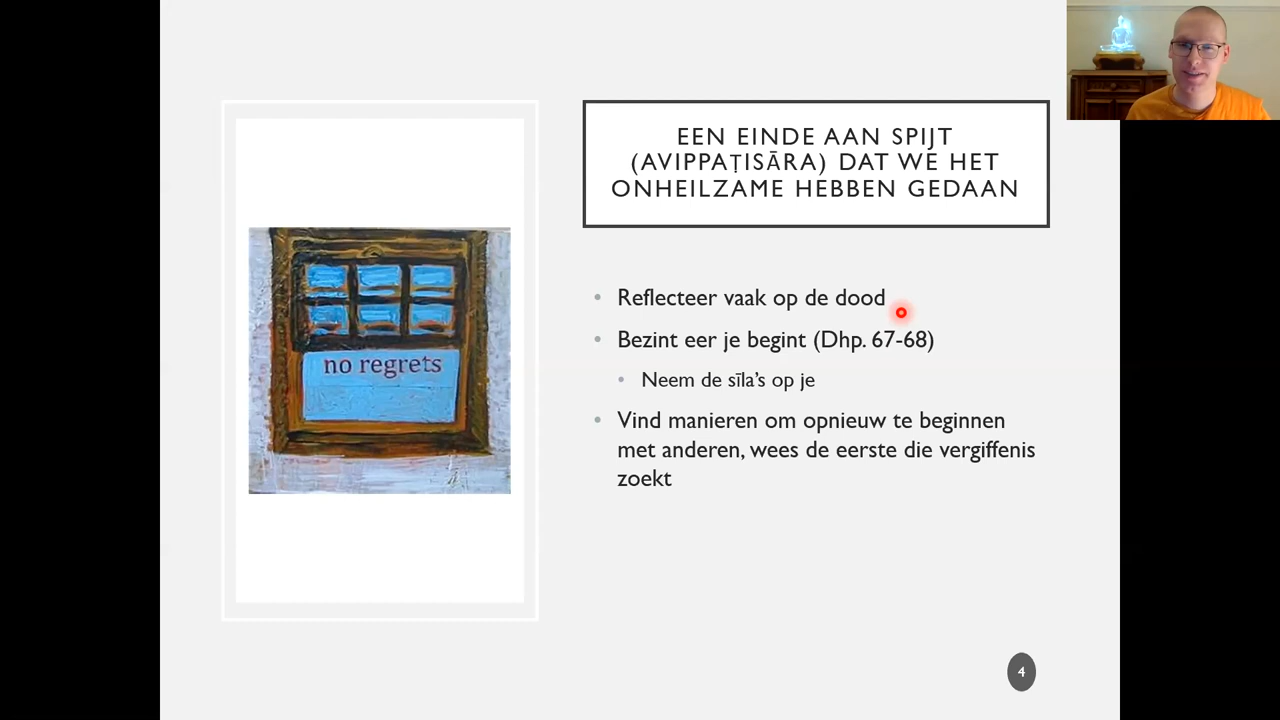 EEN EINDE AAN SPIJT
(AVIPPAṬISĀRA) DAT WE HET
ONHEILZAME HEBBEN GEDAAN
no regrets
• Reflecteer vaak op de dood
• Bezint eer je begint (Dhp. 67-68)
• Neem de sīla's op je
• Vind manieren om opnieuw te beginnen
met anderen, wees de eerste die vergiffenis
zoekt
4